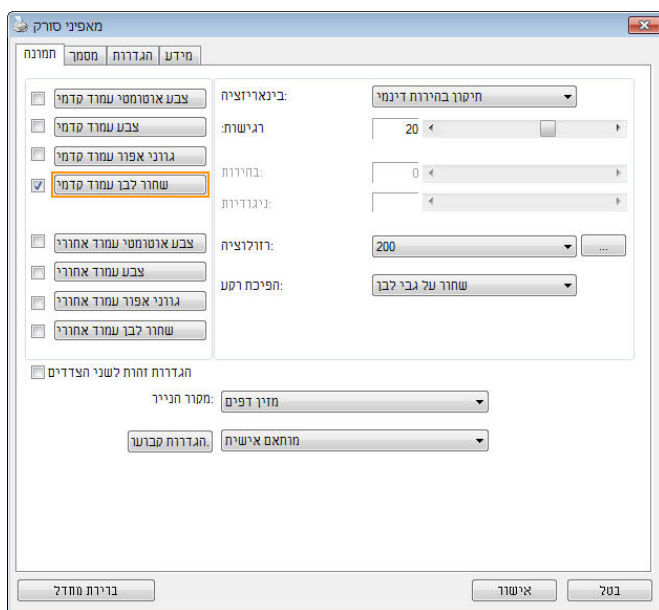 מאפיני סורק
תמונה מסמך הגדרות מידע
צבע אוטומטי עמוד קדמי
צבע עמוד קדמי
גווני אפור עמוד קדמי
שחור לבן עמוד קדמי
צבע אוטומטי עמוד אחורי
צבע עמוד אחורי
גווני אפור עמוד אחורי
שחור לבן עמוד אחורי
בינאריזציה: תיקון בהירות דינמי
רגישות: 20
בהירות: 0
ניגודיות:
רזולוציה: 200 ...
הפיכת רקע: שחור על גבי לבן
הגדרות זהות לשני הצדדים
מקור הנייר: מזין דפים
הגדרות קבועו. מותאם אישית
ברירת מחדל אישור בטל